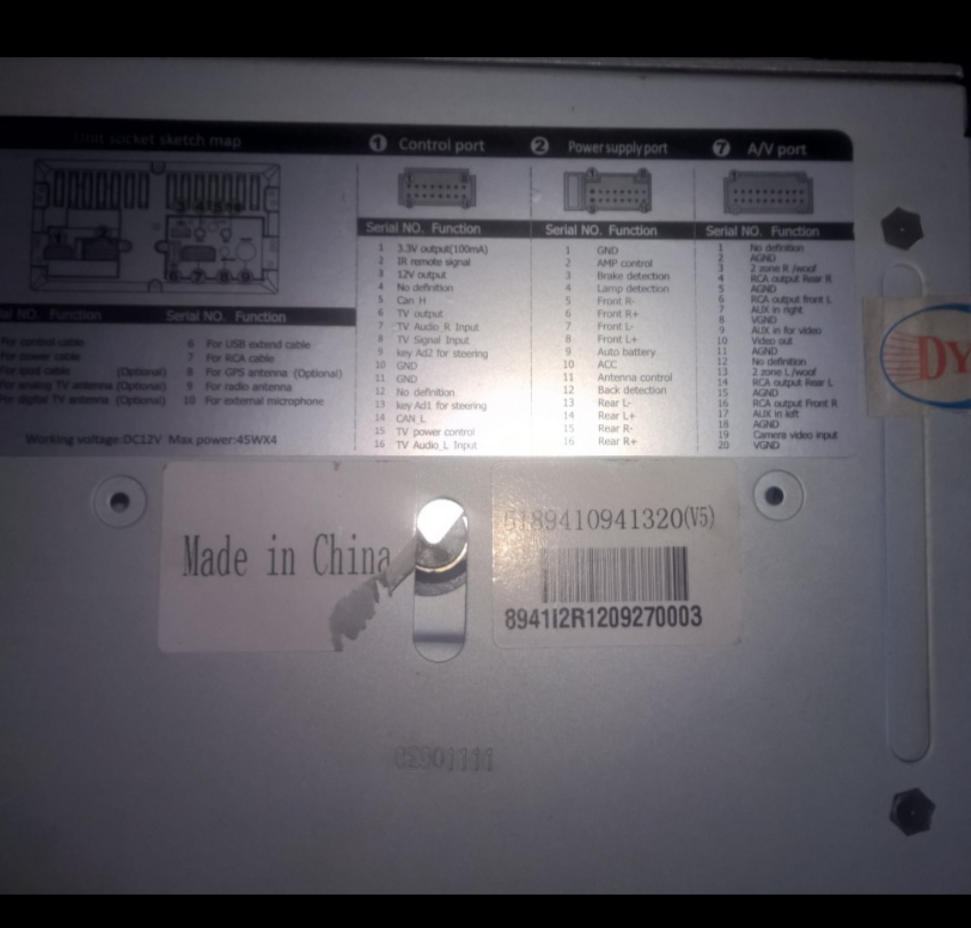 Unit socket sketch map
1 Control port
2 Power supply port
7 A/V port
NO. Function
Serial NO. Function
For control cable
For power cable
For ipod cable (Optional)
For analog TV antenna (Optional)
For digital TV antenna (Optional)
6 For USB extend cable
7 For RCA cable
8 For GPS antenna (Optional)
9 For radio antenna
10 For external microphone
Working voltage:DC12V Max power:45WX4
Serial NO. Function
1 3.3V output(100mA)
2 IR remote signal
3 12V output
4 No definition
5 Can H
6 TV output
7 TV Audio_R Input
8 TV Signal Input
9 key Ad2 for steering
10 GND
11 GND
12 No definition
13 key Ad1 for steering
14 CAN_L
15 TV power control
16 TV Audio_L Input
Serial NO. Function
1 GND
2 AMP control
3 Brake detection
4 Lamp detection
5 Front R-
6 Front R+
7 Front L-
8 Front L+
9 Auto battery
10 ACC
11 Antenna control
12 Back detection
13 Rear L-
14 Rear L+
15 Rear R-
16 Rear R+
Serial NO. Function
1 No definition
2 AGND
3 2 zone R /woof
4 RCA output Rear R
5 AGND
6 RCA output front L
7 AUX in right
8 VGND
9 AUX in for video
10 Video out
11 AGND
12 No definition
13 2 zone L/woof
14 RCA output Rear L
15 AGND
16 RCA output Front R
17 AUX in left
18 AGND
19 Camera video input
20 VGND
DY
Made in China
5189410941320(V5)
8941I2R1209270003